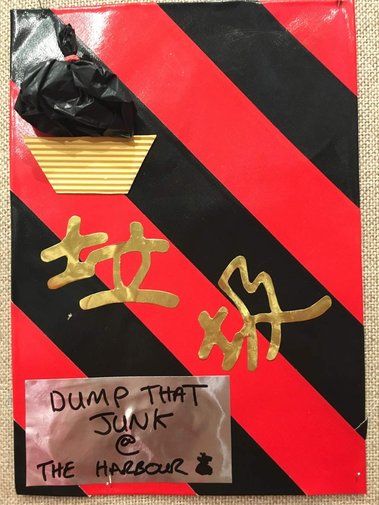 垃圾
DUMP THAT
JUNK
@
THE HARBOUR